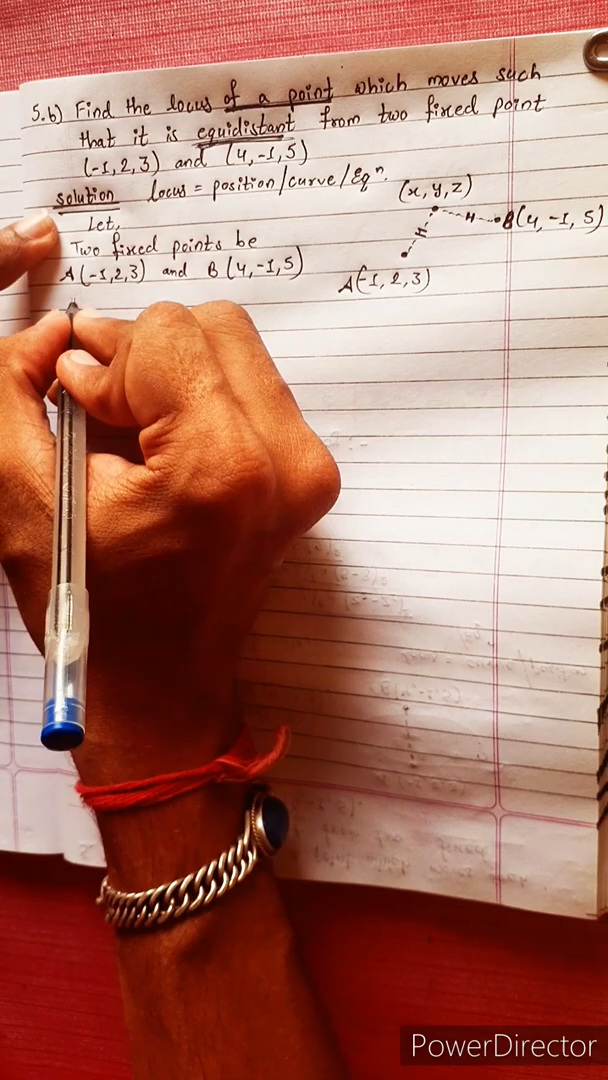 5.b) Find the locus of a point which moves such
that it is equidistant from two fixed point
(-1, 2, 3) and (4, -1, 5)
solution locus = position/curve/Eqⁿ.
Let,
Two fixed points be
A(-1,2,3) and B(4,-1,5)
(x, y, z)
B(4, -1, 5)
A(-1, 2, 3)
PowerDirector